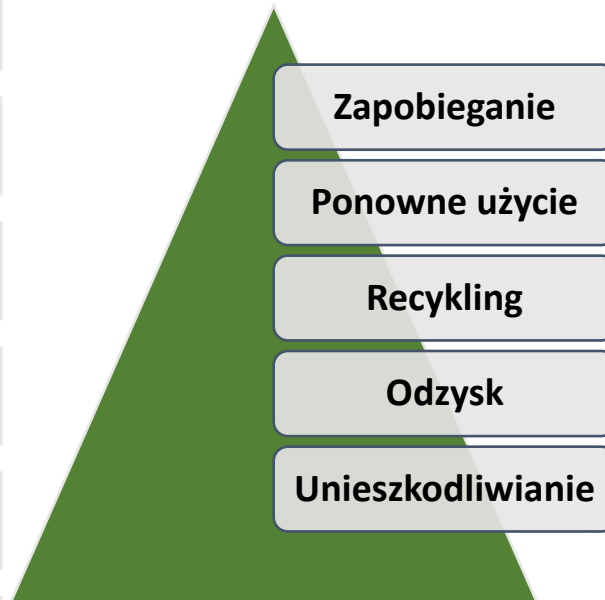 Zapobieganie
Ponowne użycie
Recykling
Odzysk
Unieszkodliwianie